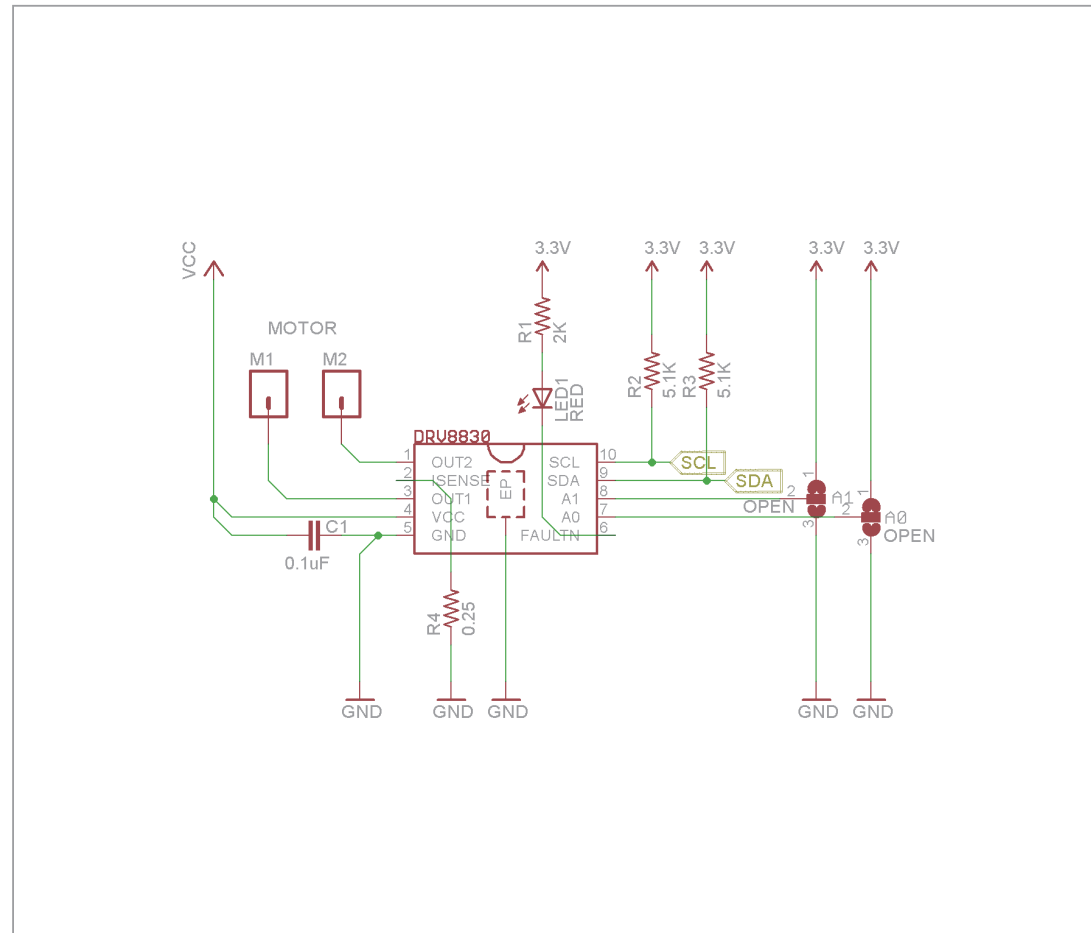 VCC
3.3V
3.3V
3.3V
3.3V
3.3V
MOTOR
M1
M2
R1
2K
LED1
RED
R2
5.1K
R3
5.1K
DRV8830
1
OUT2
SCL
10
SCL
2
ISENSE
SDA
9
SDA
3
OUT1
A1
8
4
VCC
A0
7
5
GND
FAULTN
6
EP
1
2
3
A1
OPEN
1
2
3
A0
OPEN
C1
0.1uF
R4
0.25
GND
GND
GND
GND
GND